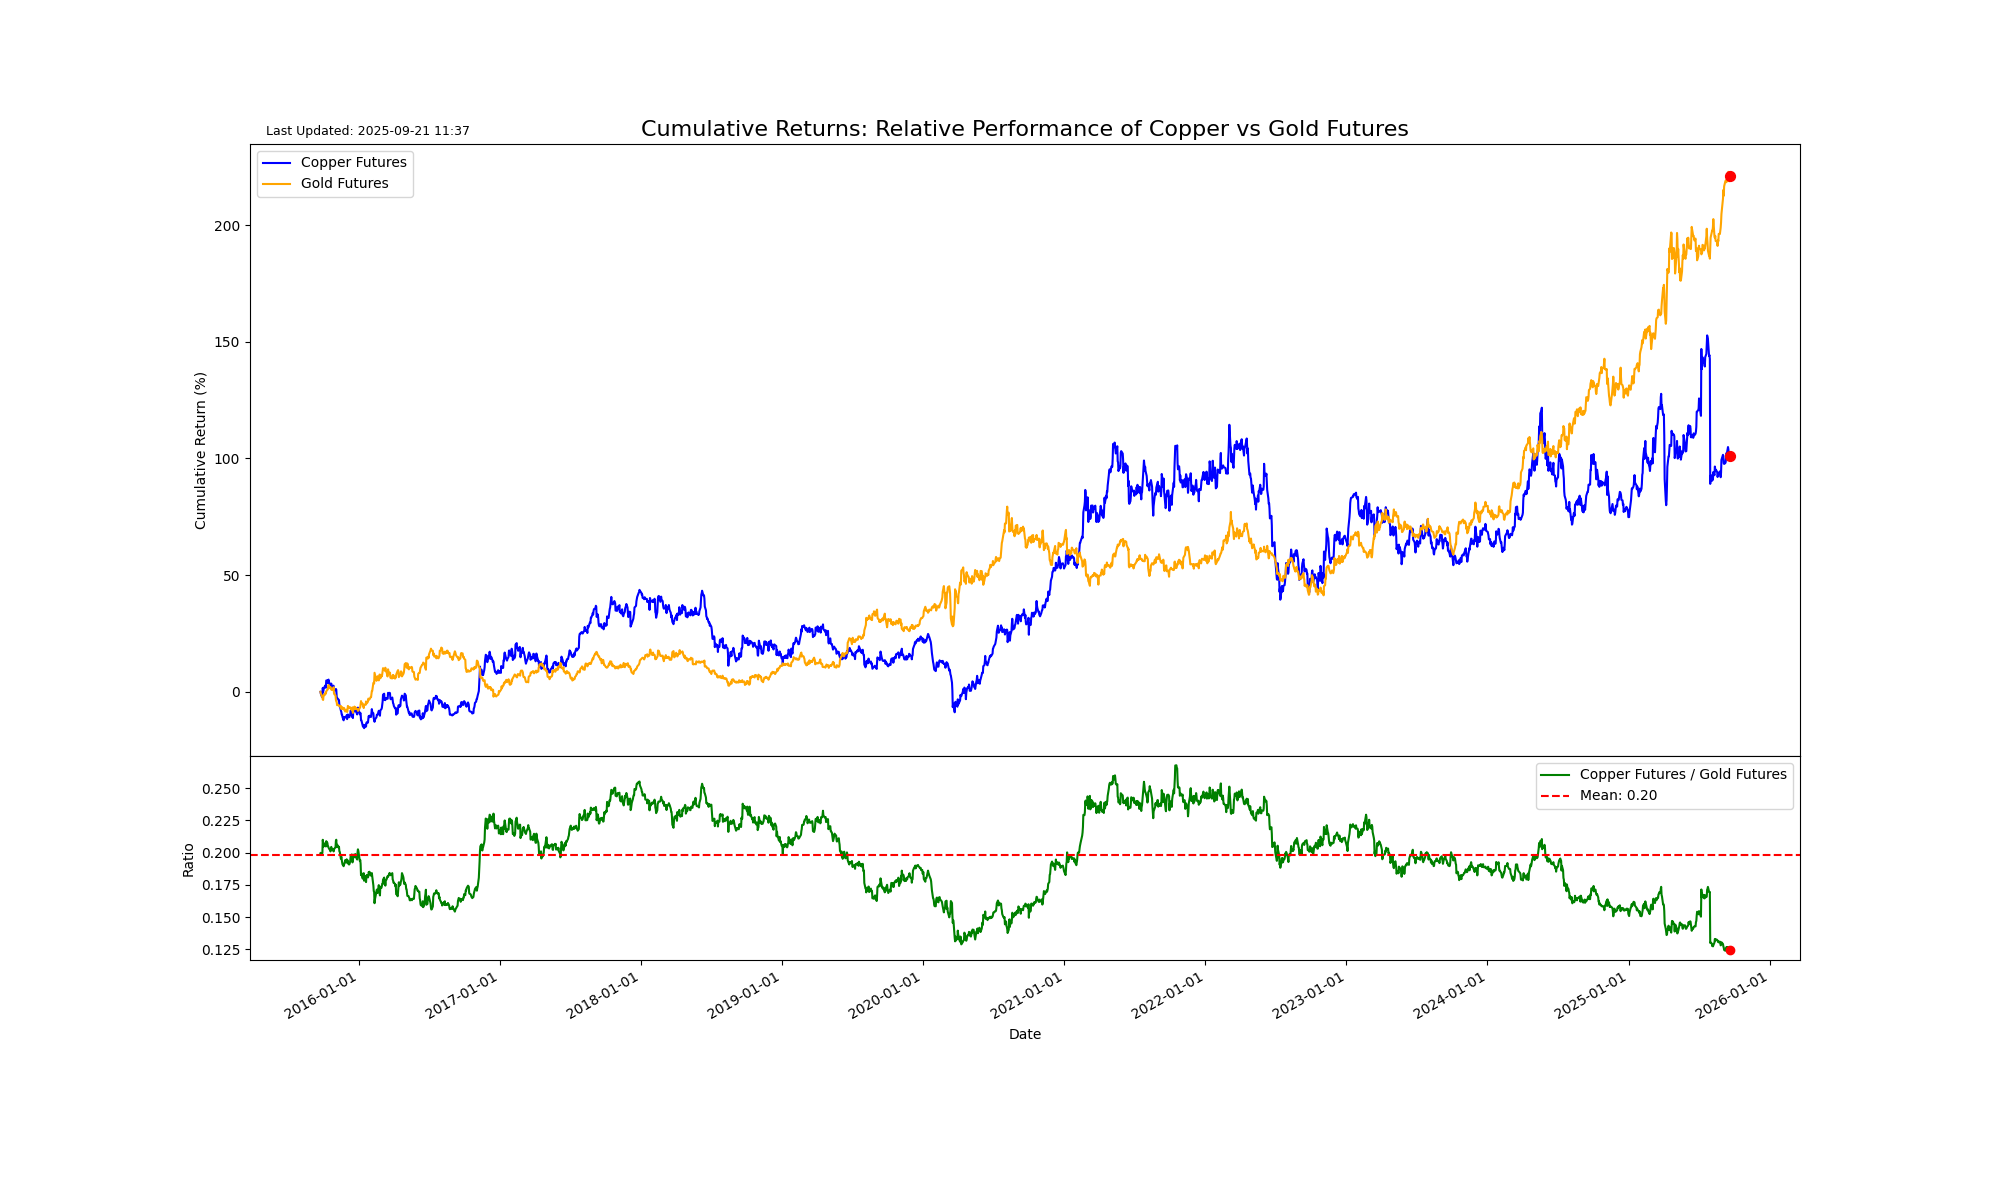 Last Updated: 2025-09-21 11:37
Cumulative Returns: Relative Performance of Copper vs Gold Futures
Copper Futures
Gold Futures
Cumulative Return (%)
200
150
100
50
0
Copper Futures / Gold Futures
Mean: 0.20
Ratio
0.250
0.225
0.200
0.175
0.150
0.125
2016-01-01
2017-01-01
2018-01-01
2019-01-01
2020-01-01
2021-01-01
2022-01-01
2023-01-01
2024-01-01
2025-01-01
2026-01-01
Date